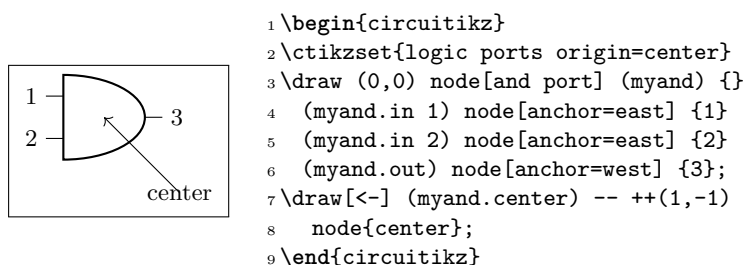 1
2
3
center
1 \begin{circuitikz}
2 \ctikzset{logic ports origin=center}
3 \draw (0,0) node[and port] (myand) {}
4   (myand.in 1) node[anchor=east] {1}
5   (myand.in 2) node[anchor=east] {2}
6   (myand.out) node[anchor=west] {3};
7 \draw[<-] (myand.center) -- ++(1,-1)
8   node{center};
9 \end{circuitikz}